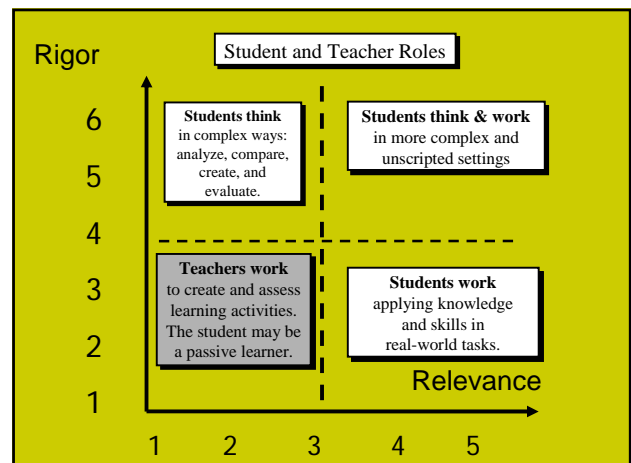 Rigor
Student and Teacher Roles
6
5
4
3
2
1
Students think
in complex ways:
analyze, compare,
create, and
evaluate.
Students think & work
in more complex and
unscripted settings
Teachers work
to create and assess
learning activities.
The student may be
a passive learner.
Students work
applying knowledge
and skills in
real-world tasks.
Relevance
1 2 3 4 5